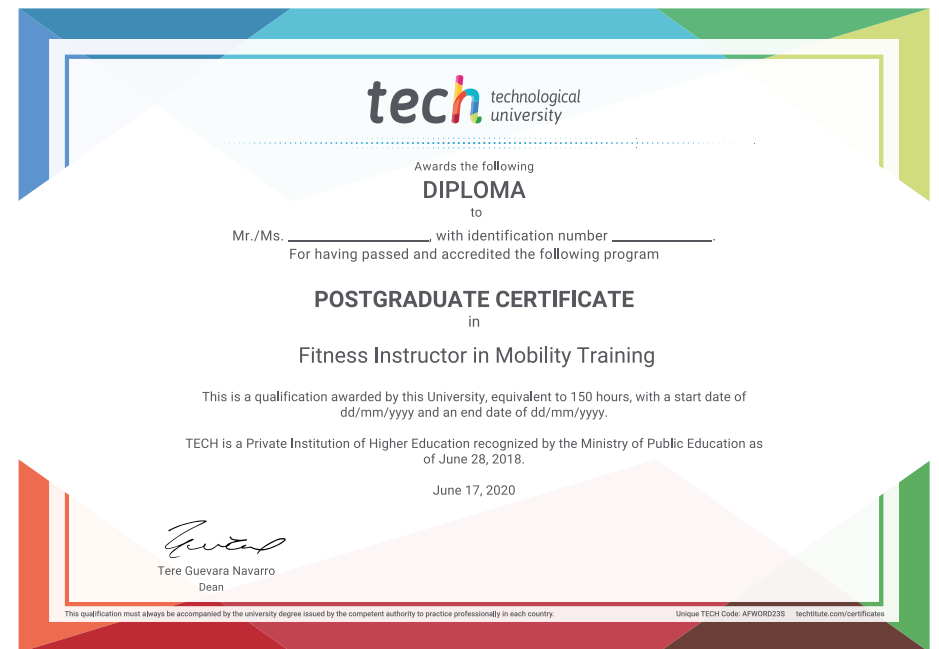 tech technological
university
Awards the following
DIPLOMA
to
Mr./Ms. ____________, with identification number ____________.
For having passed and accredited the following program
POSTGRADUATE CERTIFICATE
in
Fitness Instructor in Mobility Training
This is a qualification awarded by this University, equivalent to 150 hours, with a start date of
dd/mm/yyyy and an end date of dd/mm/yyyy.
TECH is a Private Institution of Higher Education recognized by the Ministry of Public Education as
of June 28, 2018.
June 17, 2020
Tere Guevara Navarro
Dean
This qualification must always be accompanied by the university degree issued by the competent authority to practice professionally in each country. Unique TECH Code: AFWORD23S techtitute.com/certificates